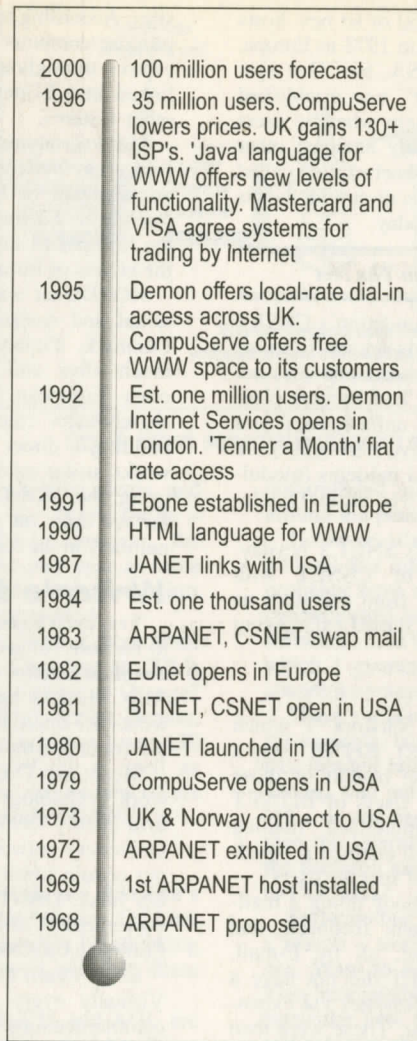 2000 100 million users forecast
1996 35 million users. CompuServe
lowers prices. UK gains 130+
ISP's. 'Java' language for
WWW offers new levels of
functionality. Mastercard and
VISA agree systems for
trading by Internet
1995 Demon offers local-rate dial-in
access across UK.
CompuServe offers free
WWW space to its customers
1992 Est. one million users. Demon
Internet Services opens in
London. 'Tenner a Month' flat
rate access
1991 Ebone established in Europe
1990 HTML language for WWW
1987 JANET links with USA
1984 Est. one thousand users
1983 ARPANET, CSNET swap mail
1982 EUnet opens in Europe
1981 BITNET, CSNET open in USA
1980 JANET launched in UK
1979 CompuServe opens in USA
1973 UK & Norway connect to USA
1972 ARPANET exhibited in USA
1969 1st ARPANET host installed
1968 ARPANET proposed